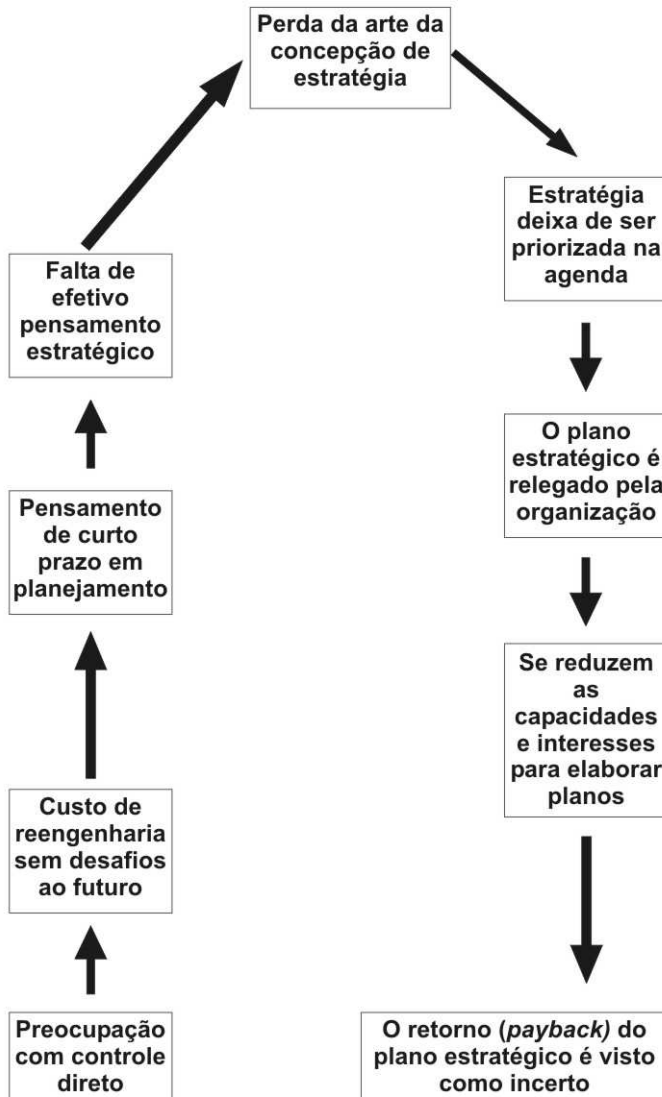 Perda da arte da
concepção de
estratégia
Estratégia
deixa de ser
priorizada na
agenda
Falta de
efetivo
pensamento
estratégico
O plano
estratégico é
relegado pela
organização
Pensamento
de curto
prazo em
planejamento
Se reduzem
as
capacidades
e interesses
para elaborar
planos
Custo de
reengenharia
sem desafios
ao futuro
Preocupação
com controle
direto
O retorno (payback) do
plano estratégico é visto
como incerto